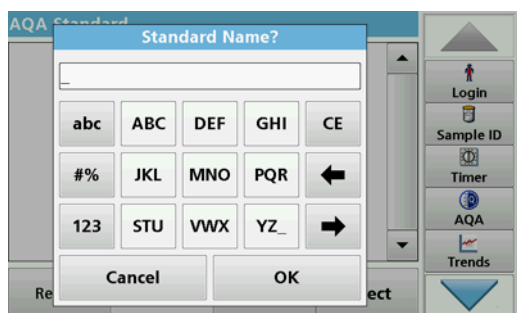 AQA Standard
Standard Name?
_
abc ABC DEF GHI CE
#% JKL MNO PQR
123 STU VWX YZ_
Cancel OK
Login
Sample ID
Timer
AQA
Trends